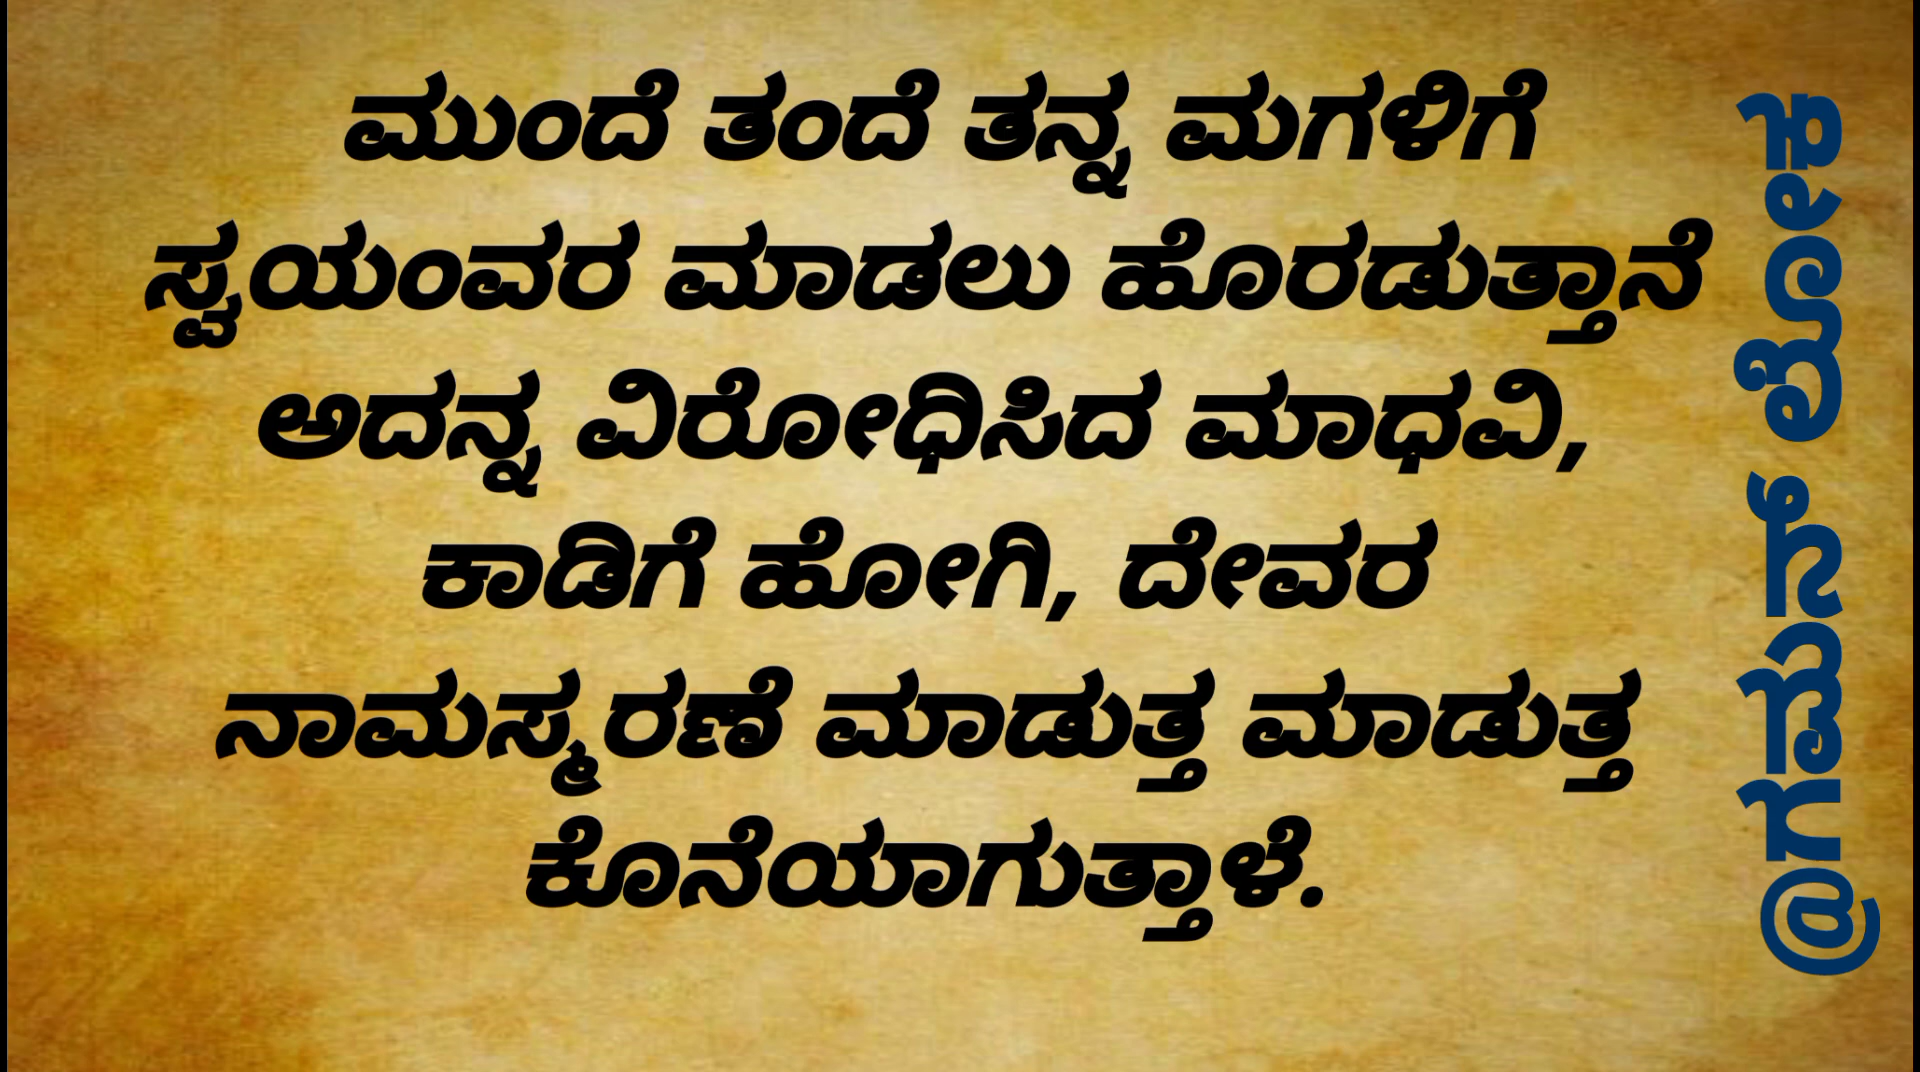 ಮುಂದೆ ತಂದೆ ತನ್ನ ಮಗಳಿಗೆ
ಸ್ವಯಂವರ ಮಾಡಲು ಹೊರಡುತ್ತಾನೆ
ಅದನ್ನ ವಿರೋಧಿಸಿದ ಮಾಧವಿ,
ಕಾಡಿಗೆ ಹೋಗಿ, ದೇವರ
ನಾಮಸ್ಮರಣೆ ಮಾಡುತ್ತ ಮಾಡುತ್ತ
ಕೊನೆಯಾಗುತ್ತಾಳೆ.
@ಗಮನ್ ಲೋಕ